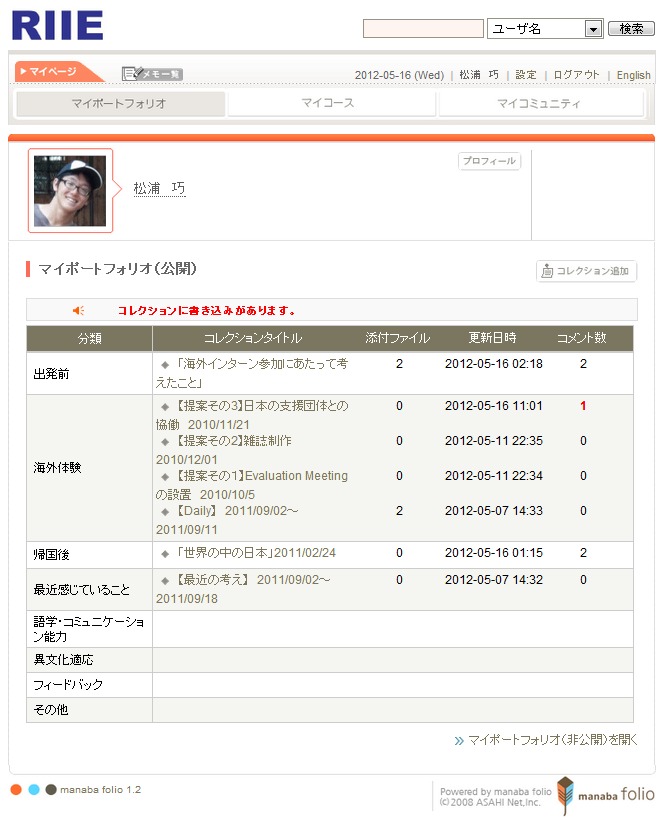 RIIE
ユーザ名
検索
マイページ
メモ一覧
2012-05-16 (Wed) | 松浦 巧 | 設定 | ログアウト | English
マイポートフォリオ
マイコース
マイコミュニティ
松浦 巧
プロフィール
マイポートフォリオ(公開)
コレクション追加
コレクションに書き込みがあります。
分類 コレクションタイトル 添付ファイル 更新日時 コメント数
出発前
◆ 「海外インターン参加にあたって考 2 2012-05-16 02:18 2
えたこと」
海外体験
◆ 【提案その3】日本の支援団体との 0 2012-05-16 11:01 1
協働 2010/11/21
◆ 【提案その2】雑誌制作 0 2012-05-11 22:35 0
2010/12/01
◆ 【提案その1】Evaluation Meeting 0 2012-05-11 22:34 0
の設置 2010/10/5
◆ 【Daily】 2011/09/02～ 2 2012-05-07 14:33 0
2011/09/11
帰国後
◆ 「世界の中の日本」2011/02/24 0 2012-05-16 01:15 2
最近感じていること
◆ 【最近の考え】 2011/09/02～ 0 2012-05-07 14:32 0
2011/09/18
語学・コミュニケーショ
ン能力
異文化適応
フィードバック
その他
» マイポートフォリオ(非公開)を開く
manaba folio 1.2
Powered by manaba folio
(C)2008 ASAHI Net,Inc.
manaba folio